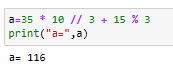 a=35 * 10 // 3 + 15 % 3
print("a=",a)
a= 116